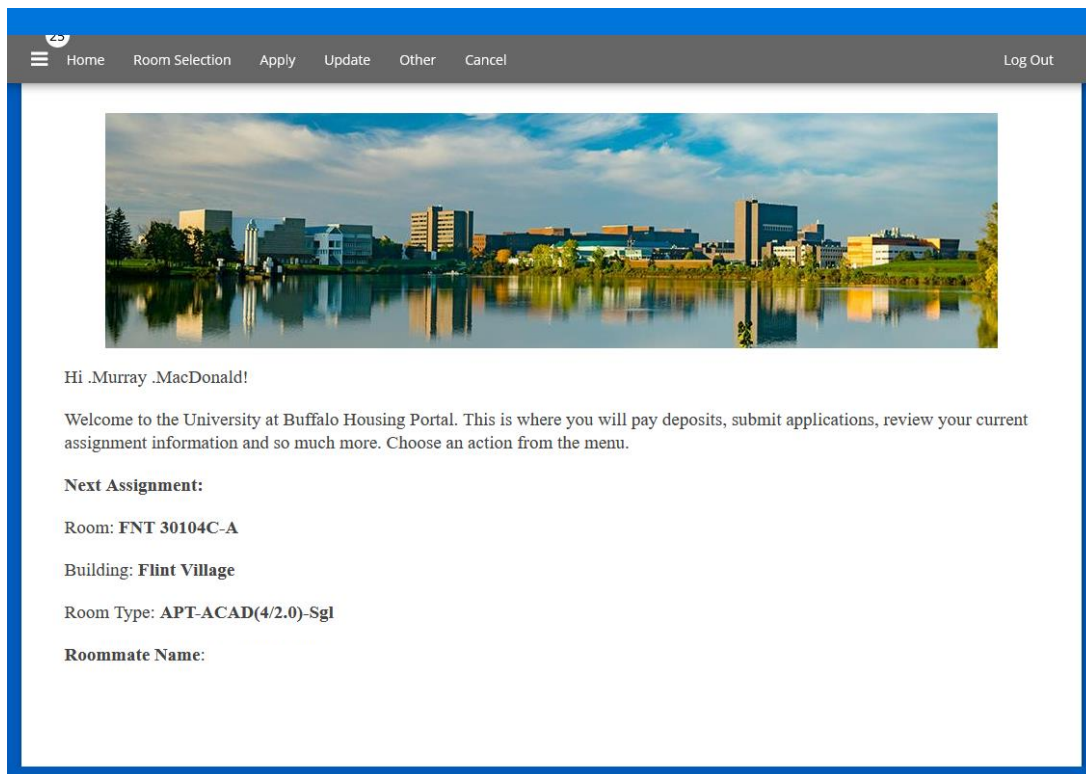 25
Home Room Selection Apply Update Other Cancel Log Out
Hi .Murray .MacDonald!
Welcome to the University at Buffalo Housing Portal. This is where you will pay deposits, submit applications, review your current
assignment information and so much more. Choose an action from the menu.
Next Assignment:
Room: FNT 30104C-A
Building: Flint Village
Room Type: APT-ACAD(4/2.0)-Sgl
Roommate Name: